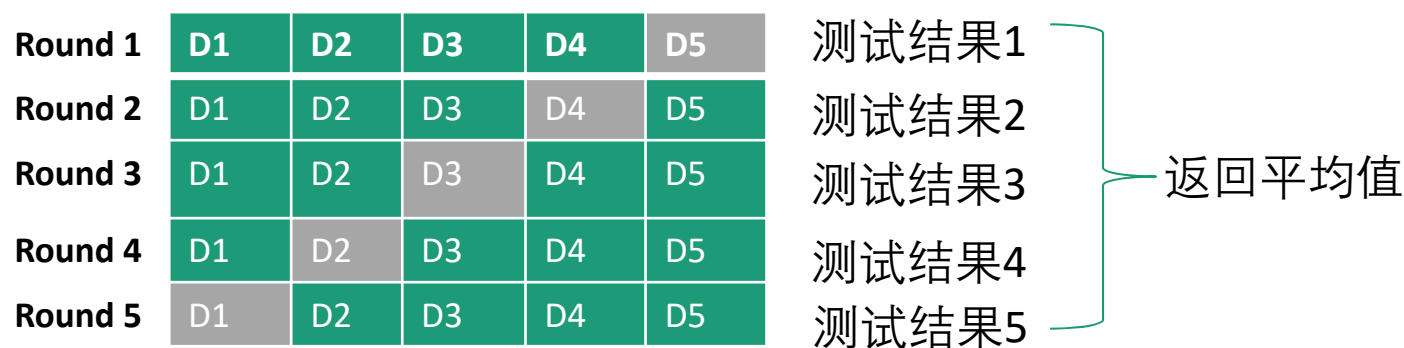 Round 1 D1 D2 D3 D4 D5 测试结果1
Round 2 D1 D2 D3 D4 D5 测试结果2
Round 3 D1 D2 D3 D4 D5 测试结果3
返回平均值
Round 4 D1 D2 D3 D4 D5 测试结果4
Round 5 D1 D2 D3 D4 D5 测试结果5